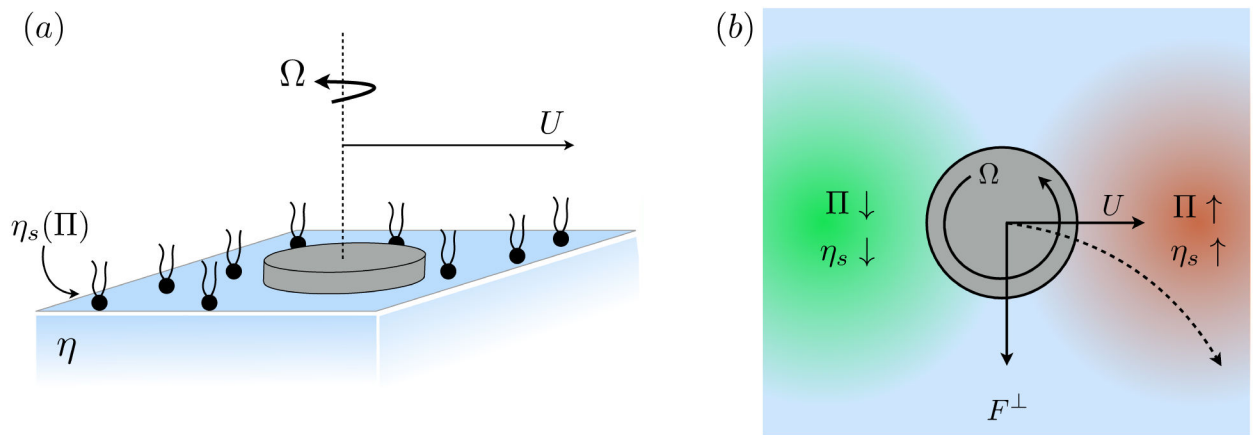 (a)
Ω
U
η_s(Π)
η
(b)
Ω
Π ↓
η_s ↓
U
Π ↑
η_s ↑
F^⊥